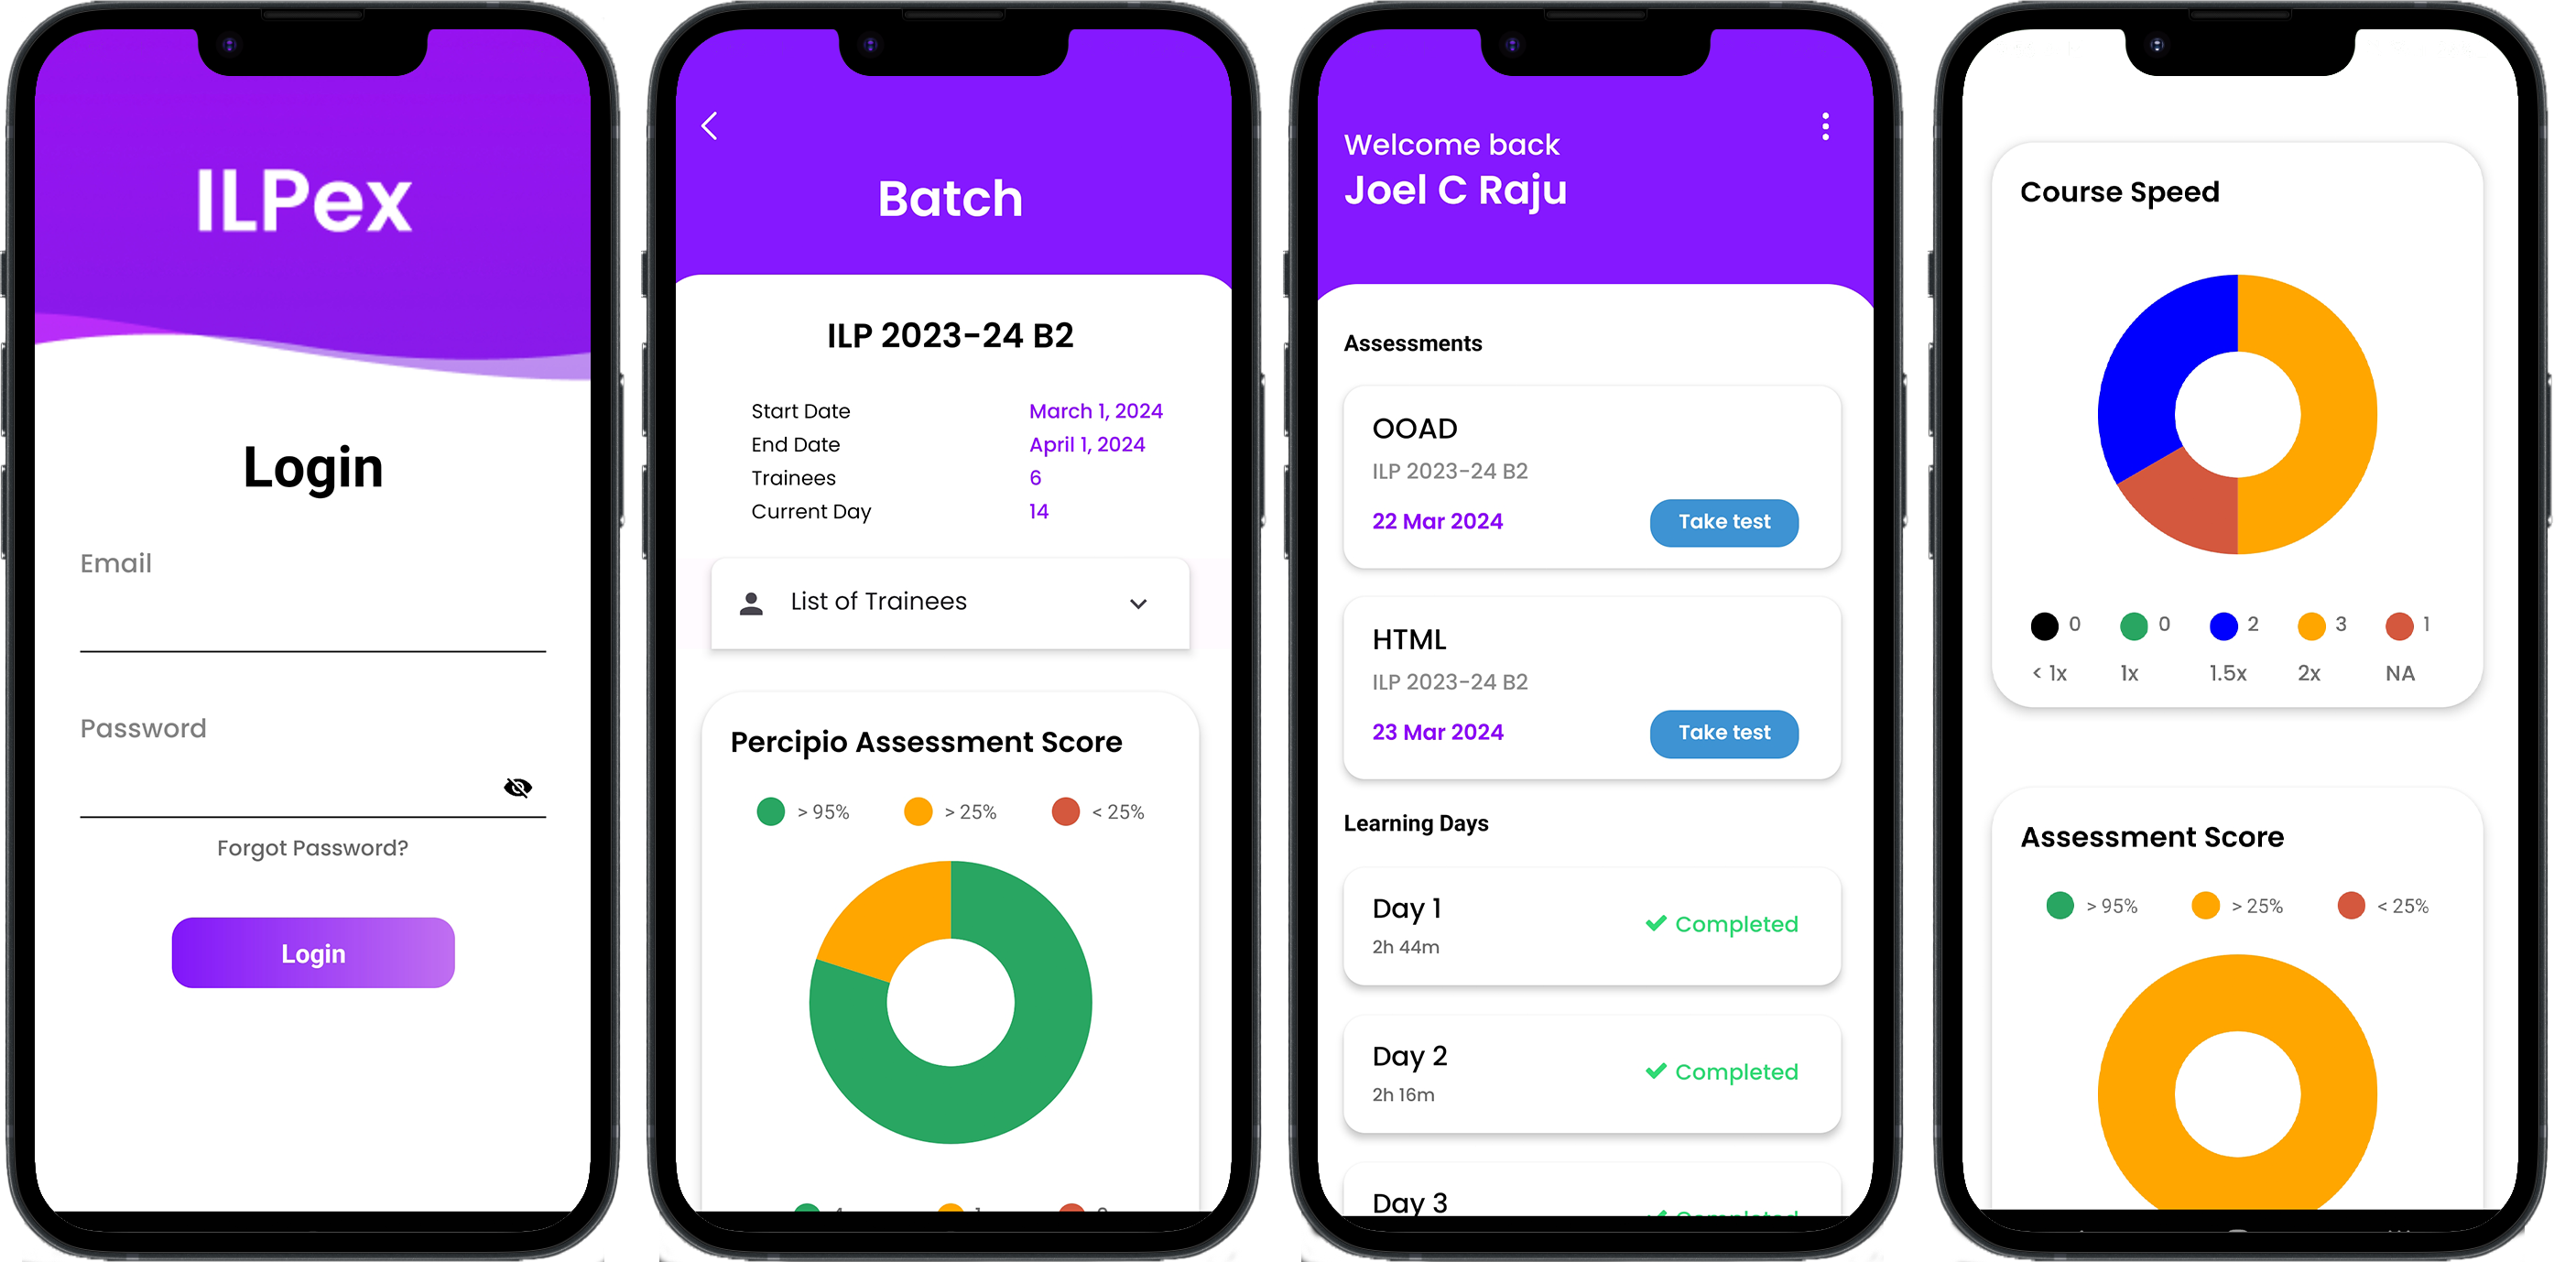 ILPex
Login
Email
Password
Forgot Password?
Login
Batch
ILP 2023-24 B2
Start Date March 1, 2024
End Date April 1, 2024
Trainees 6
Current Day 14
List of Trainees
Percipio Assessment Score
> 95% > 25% < 25%
Welcome back
Joel C Raju
Assessments
OOAD
ILP 2023-24 B2
22 Mar 2024 Take test
HTML
ILP 2023-24 B2
23 Mar 2024 Take test
Learning Days
Day 1
Completed
2h 44m
Day 2
Completed
2h 16m
Day 3
Completed
Course Speed
0 0 2 3 1
< 1x 1x 1.5x 2x NA
Assessment Score
> 95% > 25% < 25%